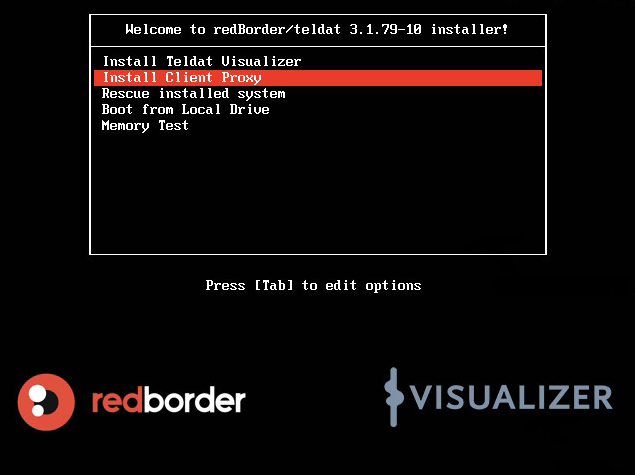 Welcome to redBorder/teldat 3.1.79-10 installer!
Install Teldat Visualizer
Install Client Proxy
Rescue installed system
Boot from Local Drive
Memory Test
Press [Tab] to edit options
redborder
VISUALIZER